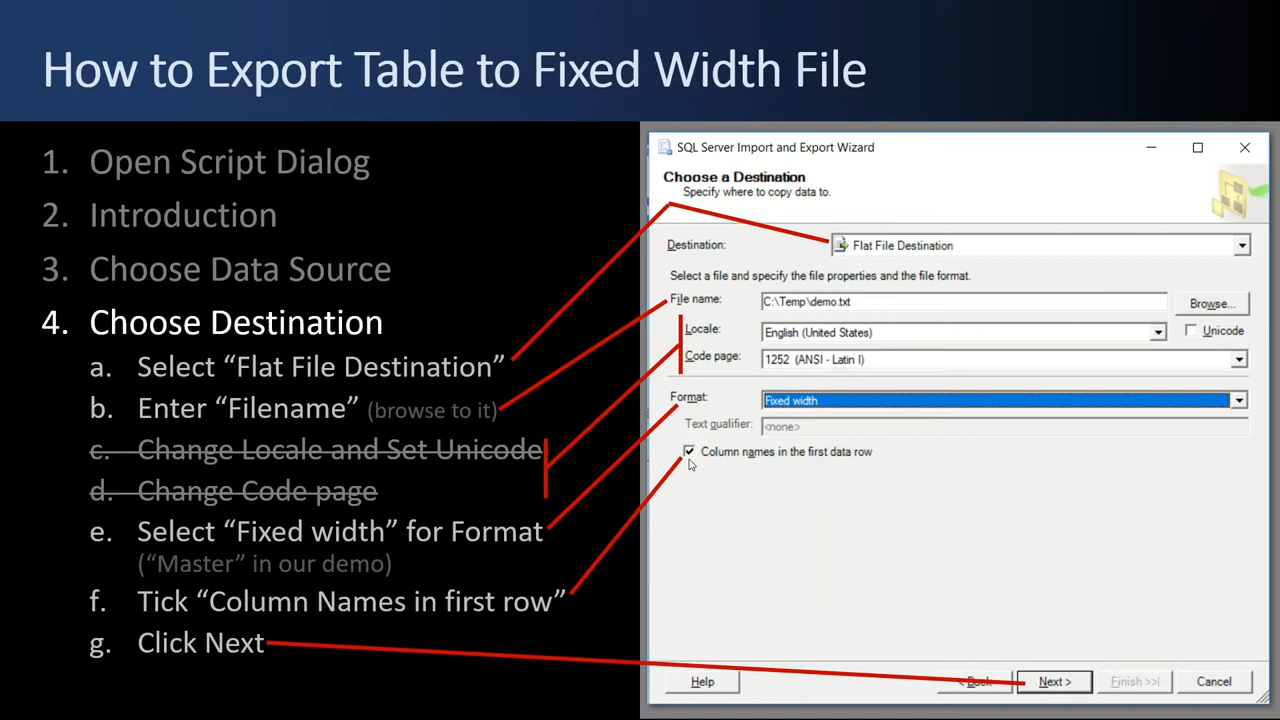 How to Export Table to Fixed Width File
1. Open Script Dialog
2. Introduction
3. Choose Data Source
4. Choose Destination
a. Select “Flat File Destination”
b. Enter “Filename” (browse to it)
c. Change Locale and Set Unicode
d. Change Code page
e. Select “Fixed width” for Format
(“Master” in our demo)
f. Tick “Column Names in first row”
g. Click Next
SQL Server Import and Export Wizard
Choose a Destination
Specify where to copy data to.
Destination: Flat File Destination
Select a file and specify the file properties and the file format.
File name: C:\Temp\demo.txt Browse...
Locale: English (United States) Unicode
Code page: 1252 (ANSI - Latin I)
Format: Fixed width
Text qualifier: <none>
Column names in the first data row
Help < Back Next > Finish >>| Cancel